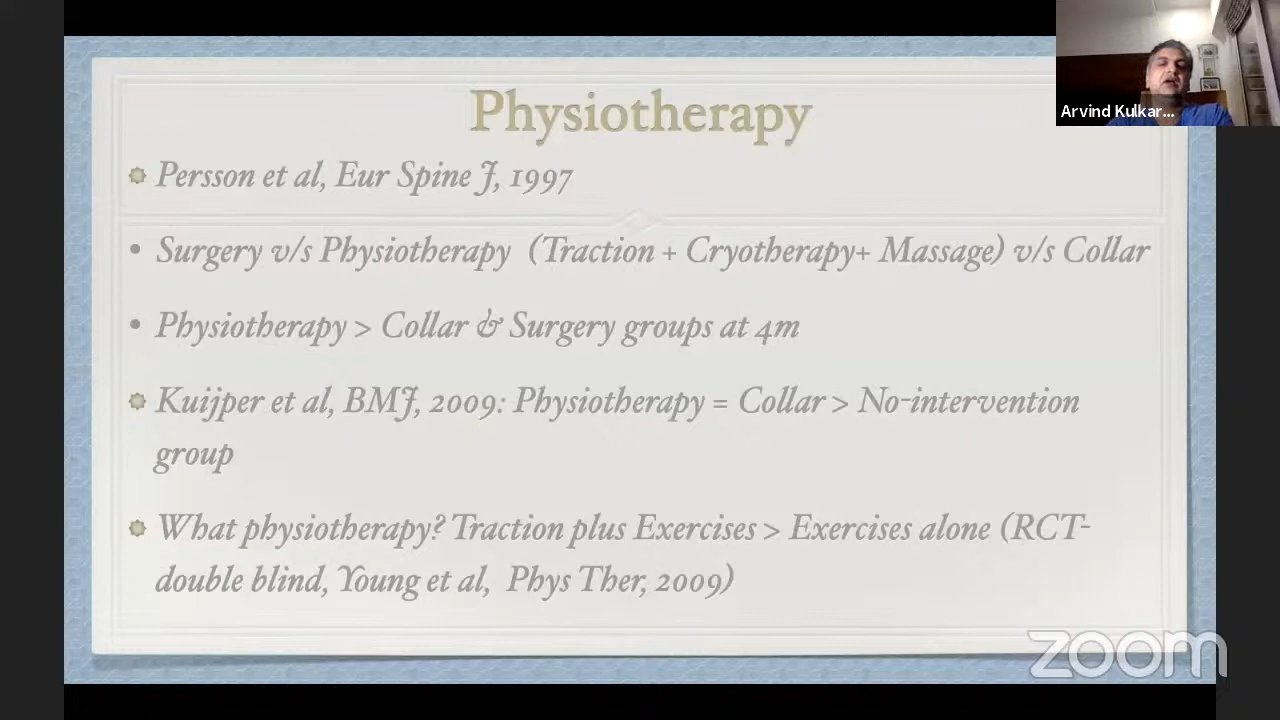 Physiotherapy
Arvind Kulkar...
Persson et al, Eur Spine J, 1997
• Surgery v/s Physiotherapy (Traction + Cryotherapy+ Massage) v/s Collar
• Physiotherapy > Collar & Surgery groups at 4m
Kuijper et al, BMJ, 2009: Physiotherapy = Collar > No-intervention
group
What physiotherapy? Traction plus Exercises > Exercises alone (RCT-
double blind, Young et al, Phys Ther, 2009)
zoom